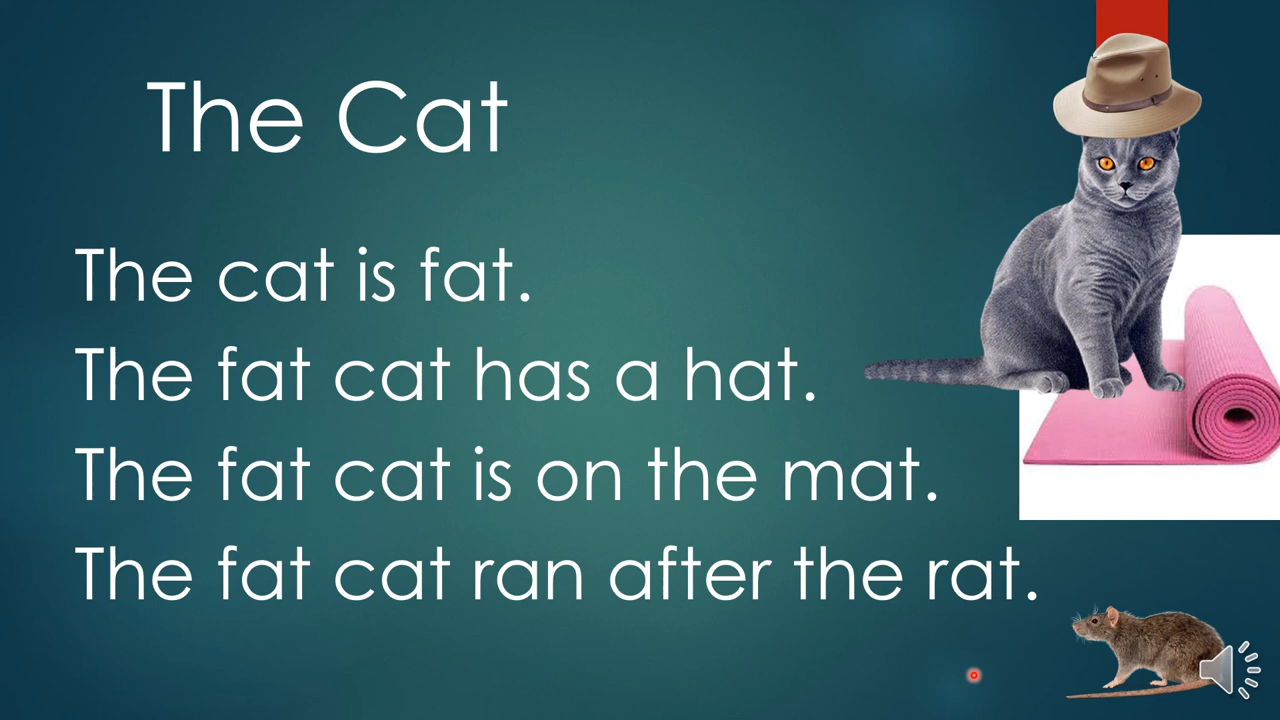 The Cat
The cat is fat.
The fat cat has a hat.
The fat cat is on the mat.
The fat cat ran after the rat.